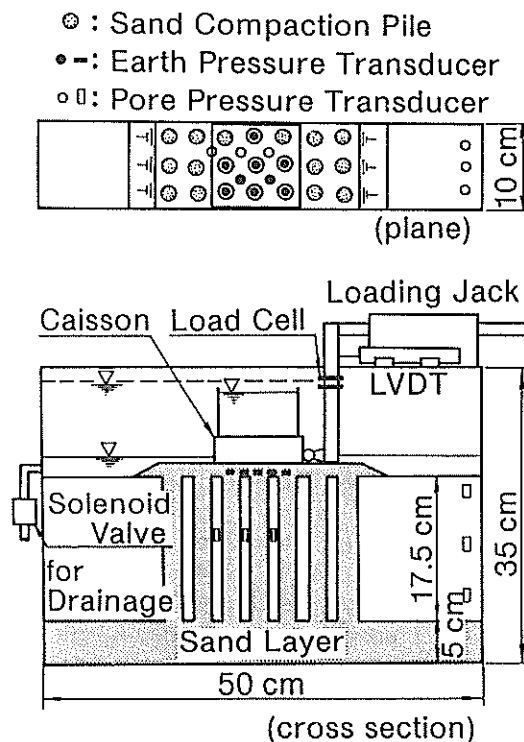 : Sand Compaction Pile
: Earth Pressure Transducer
: Pore Pressure Transducer
10 cm
(plane)
Loading Jack
Caisson
Load Cell
LVDT
Solenoid
Valve
for
Drainage
17.5 cm
35 cm
5 cm
Sand Layer
50 cm
(cross section)